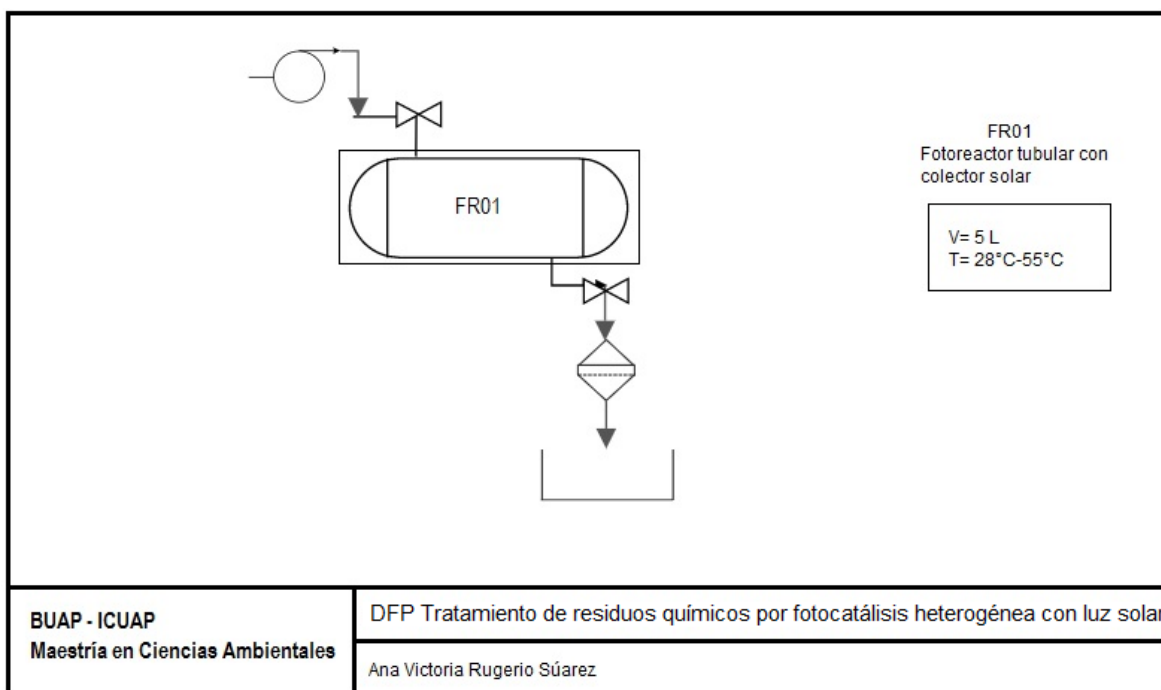 FR01
FR01
Fotoreactor tubular con
colector solar
V= 5 L
T= 28°C-55°C
BUAP - ICUAP
Maestría en Ciencias Ambientales
DFP Tratamiento de residuos químicos por fotocatálisis heterogénea con luz solar
Ana Victoria Rugerio Súarez